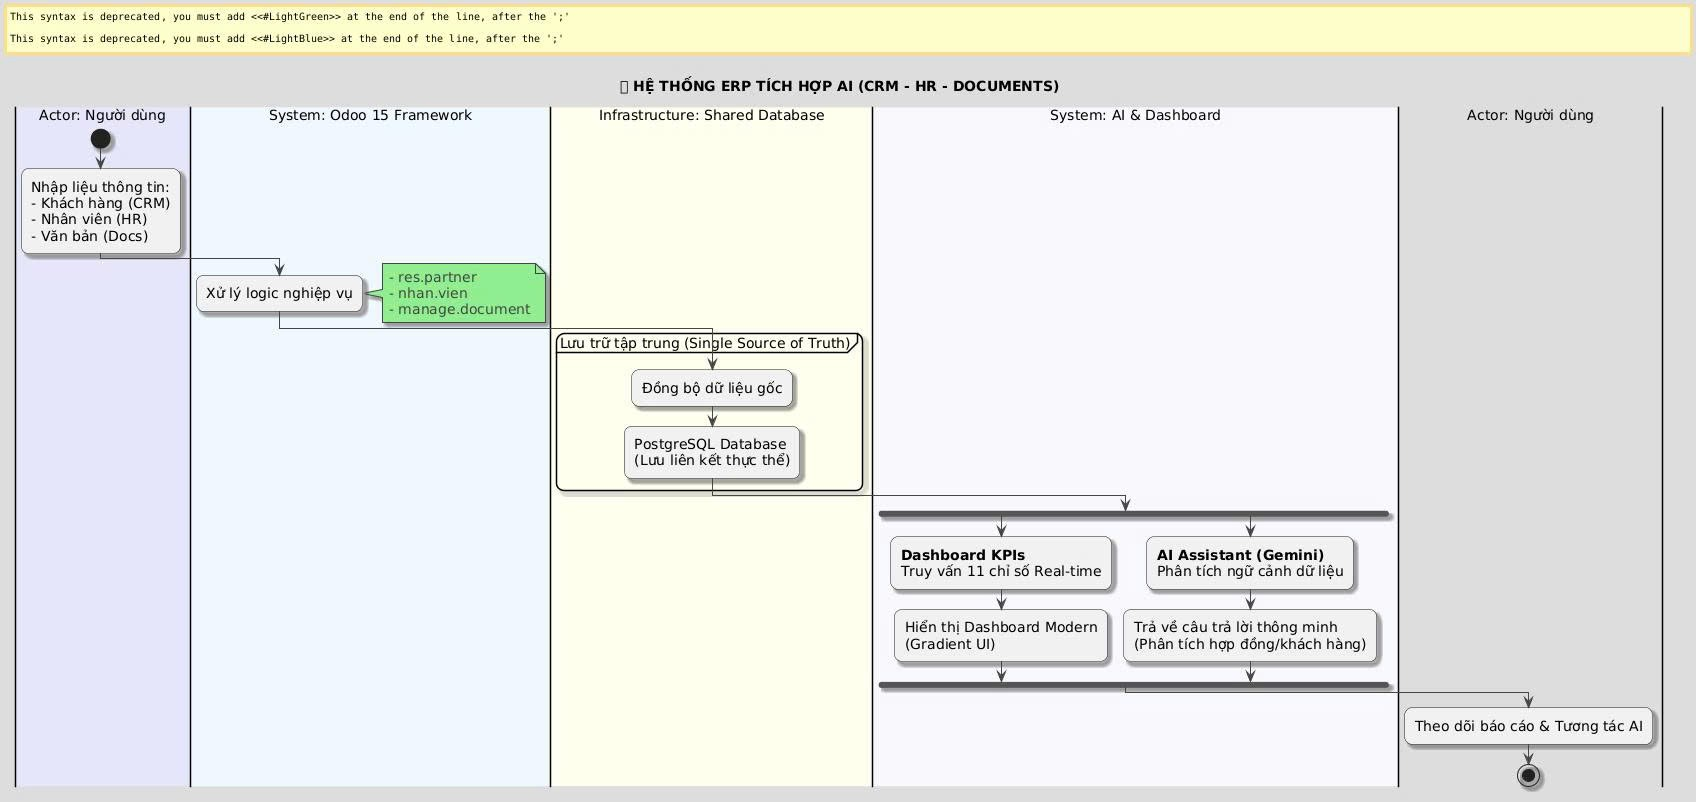 This syntax is deprecated, you must add <<#LightGreen>> at the end of the line, after the ';'
This syntax is deprecated, you must add <<#LightBlue>> at the end of the line, after the ';'
HỆ THỐNG ERP TÍCH HỢP AI (CRM - HR - DOCUMENTS)
Actor: Người dùng
System: Odoo 15 Framework
Infrastructure: Shared Database
System: AI & Dashboard
Actor: Người dùng
Nhập liệu thông tin:
- Khách hàng (CRM)
- Nhân viên (HR)
- Văn bản (Docs)
Xử lý logic nghiệp vụ
- res.partner
- nhan.vien
- manage.document
Lưu trữ tập trung (Single Source of Truth)
Đồng bộ dữ liệu gốc
PostgreSQL Database
(Lưu liên kết thực thể)
Dashboard KPIs
Truy vấn 11 chỉ số Real-time
AI Assistant (Gemini)
Phân tích ngữ cảnh dữ liệu
Hiển thị Dashboard Modern
(Gradient UI)
Trả về câu trả lời thông minh
(Phân tích hợp đồng/khách hàng)
Theo dõi báo cáo & Tương tác AI